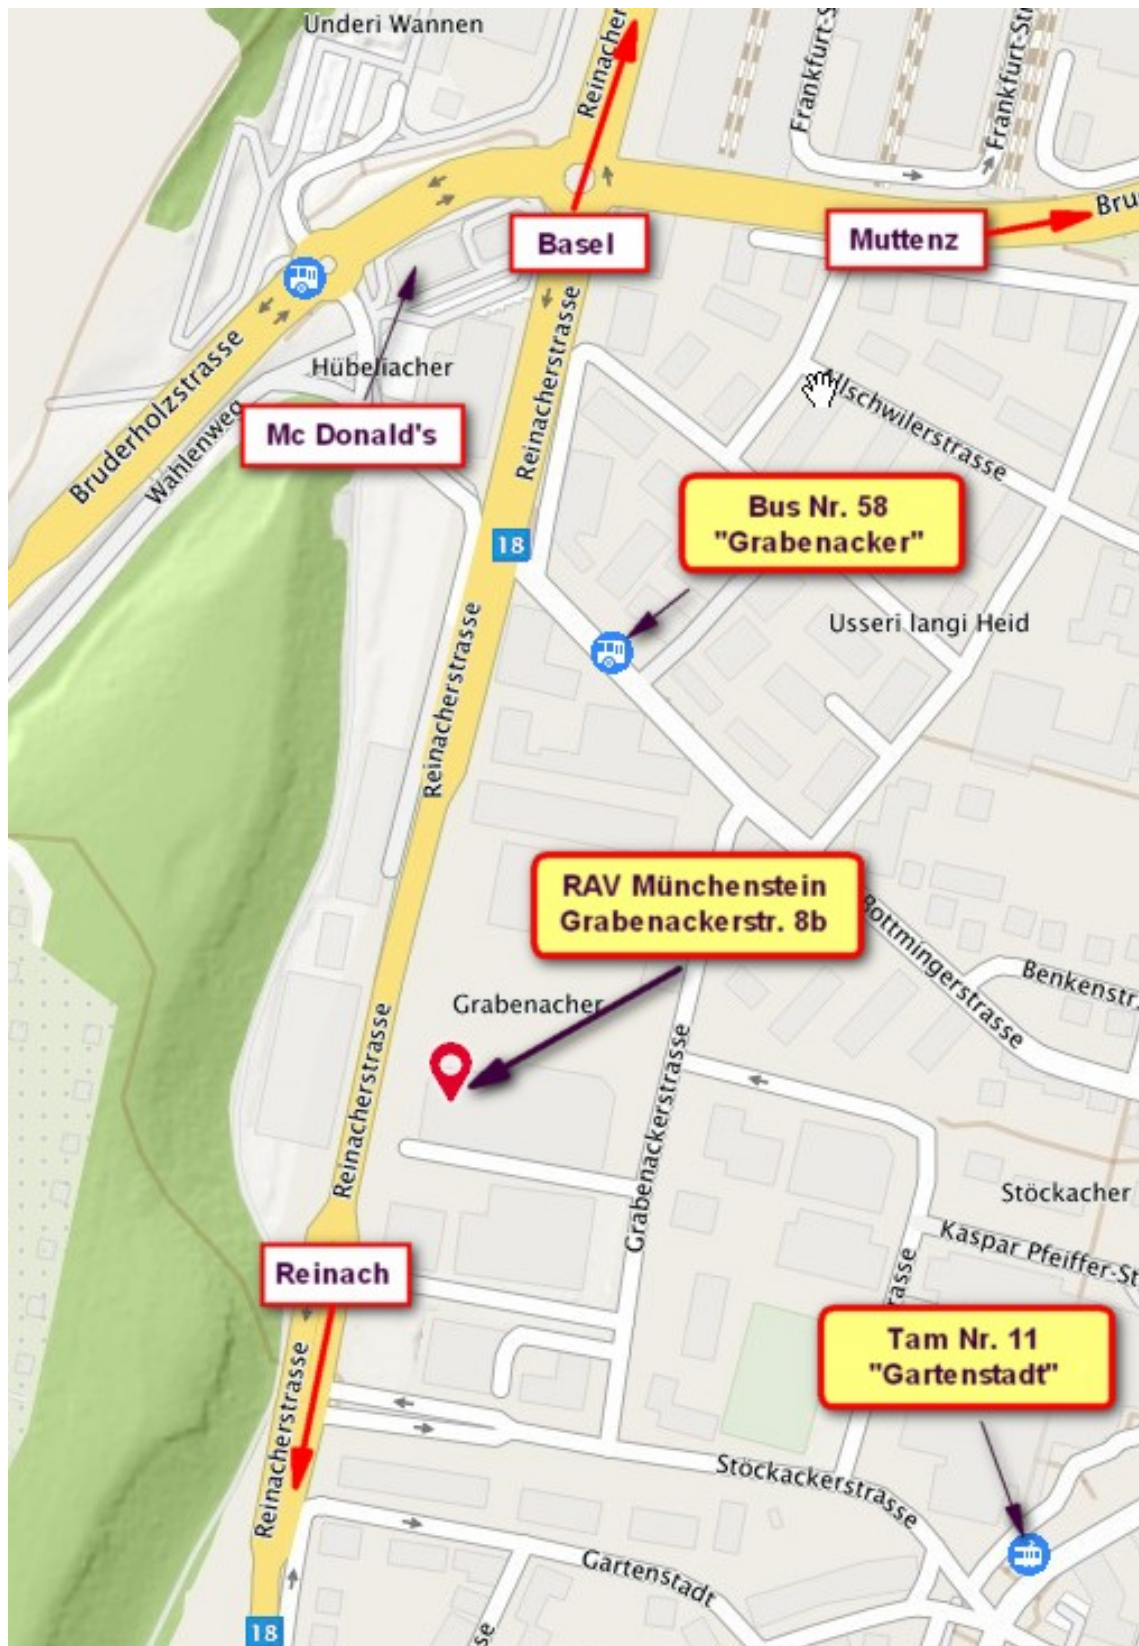 Underi Wannen
Reinacher
Frankfurt-St
Frankfurt-Str
Bru
Basel
Muttenz
Bruderholzstrasse
Hübeliacher
Reinacherstrasse
Allschwilerstrasse
Wahlenweg
Mc Donald's
18
Bus Nr. 58
"Grabenacker"
Usseri langi Heid
Reinacherstrasse
RAV Münchenstein
Grabenackerstr. 8b
Bottmingerstrasse
Benkenstr
Grabenacher
Reinacherstrasse
Grabenackerstrasse
Stöckacher
Kaspar Pfeiffer-St
Reinach
rasse
Tam Nr. 11
"Gartenstadt"
Reinacherstrasse
Stöckackerstrasse
Gartenstadt
18
se